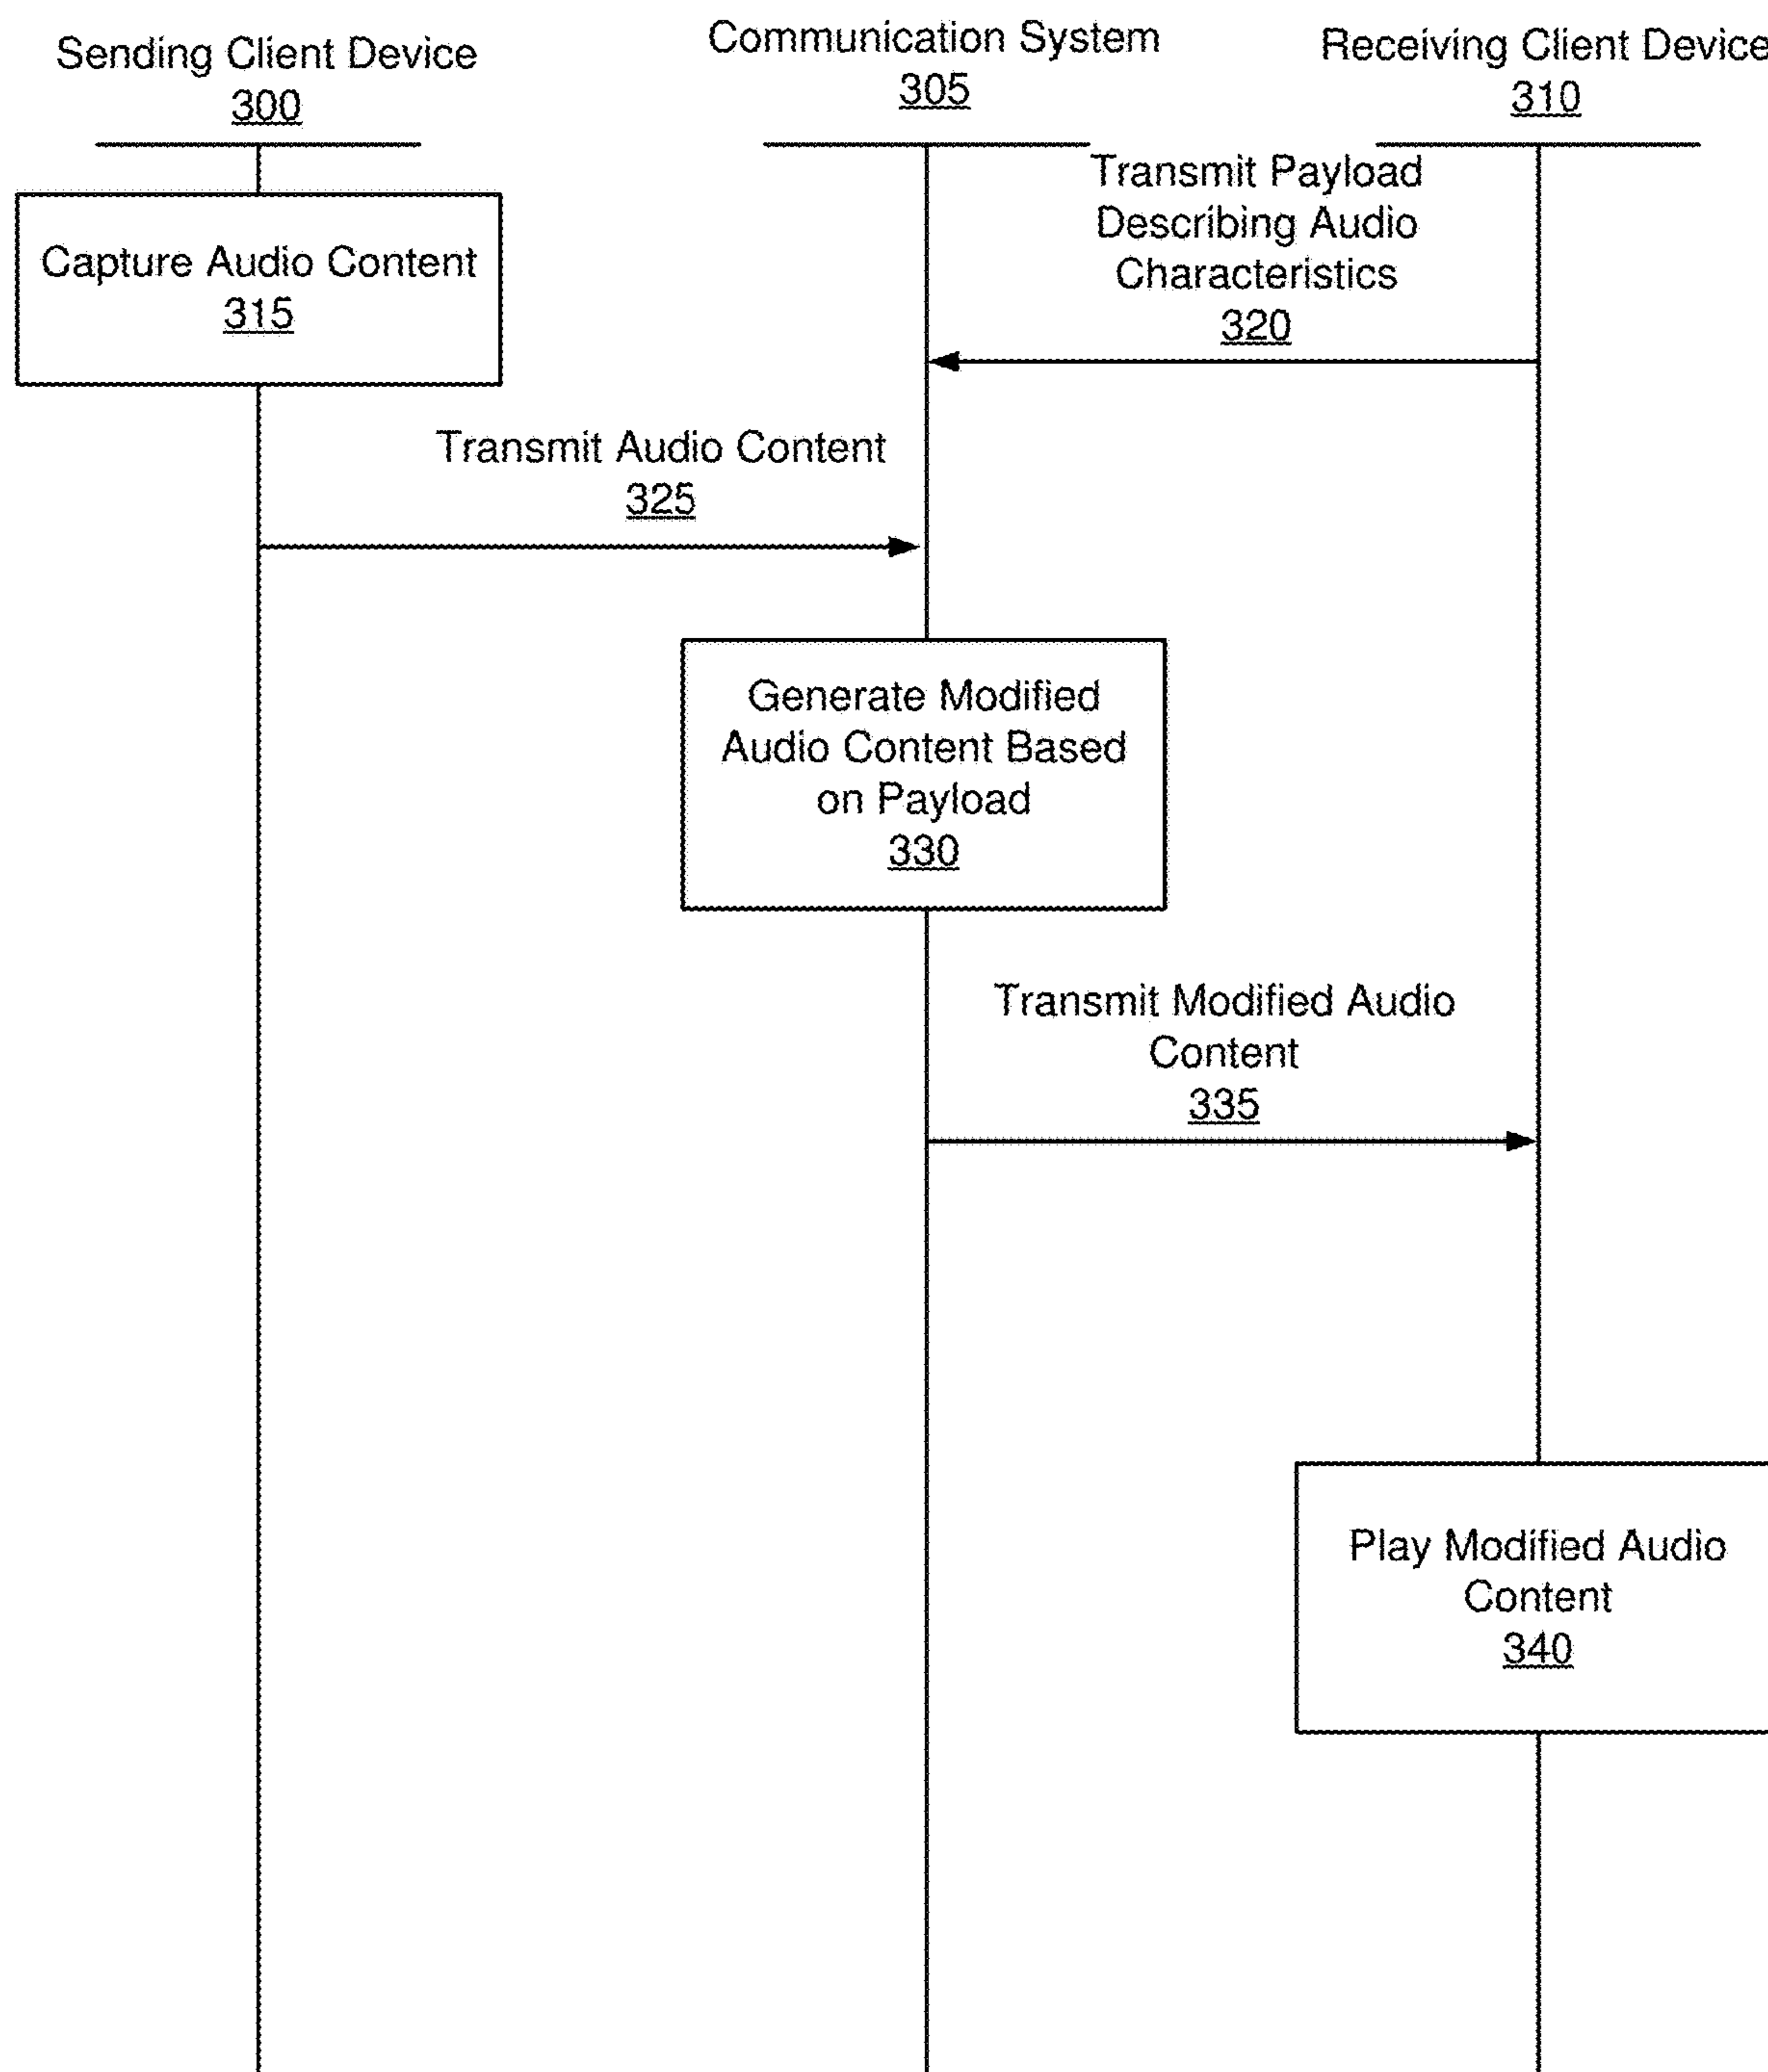 Sending Client Device
300
Communication System
305
Receiving Client Device
310
Capture Audio Content
315
Transmit Payload
Describing Audio
Characteristics
320
Transmit Audio Content
325
Generate Modified
Audio Content Based
on Payload
330
Transmit Modified Audio
Content
335
Play Modified Audio
Content
340